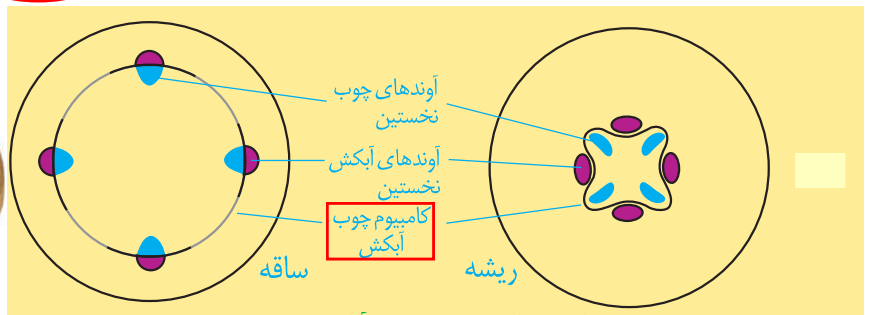 آوندهای چوب
نخستین
آوندهای آبکش
نخستین
کامبیوم چوب
آبکش
ساقه
ریشه